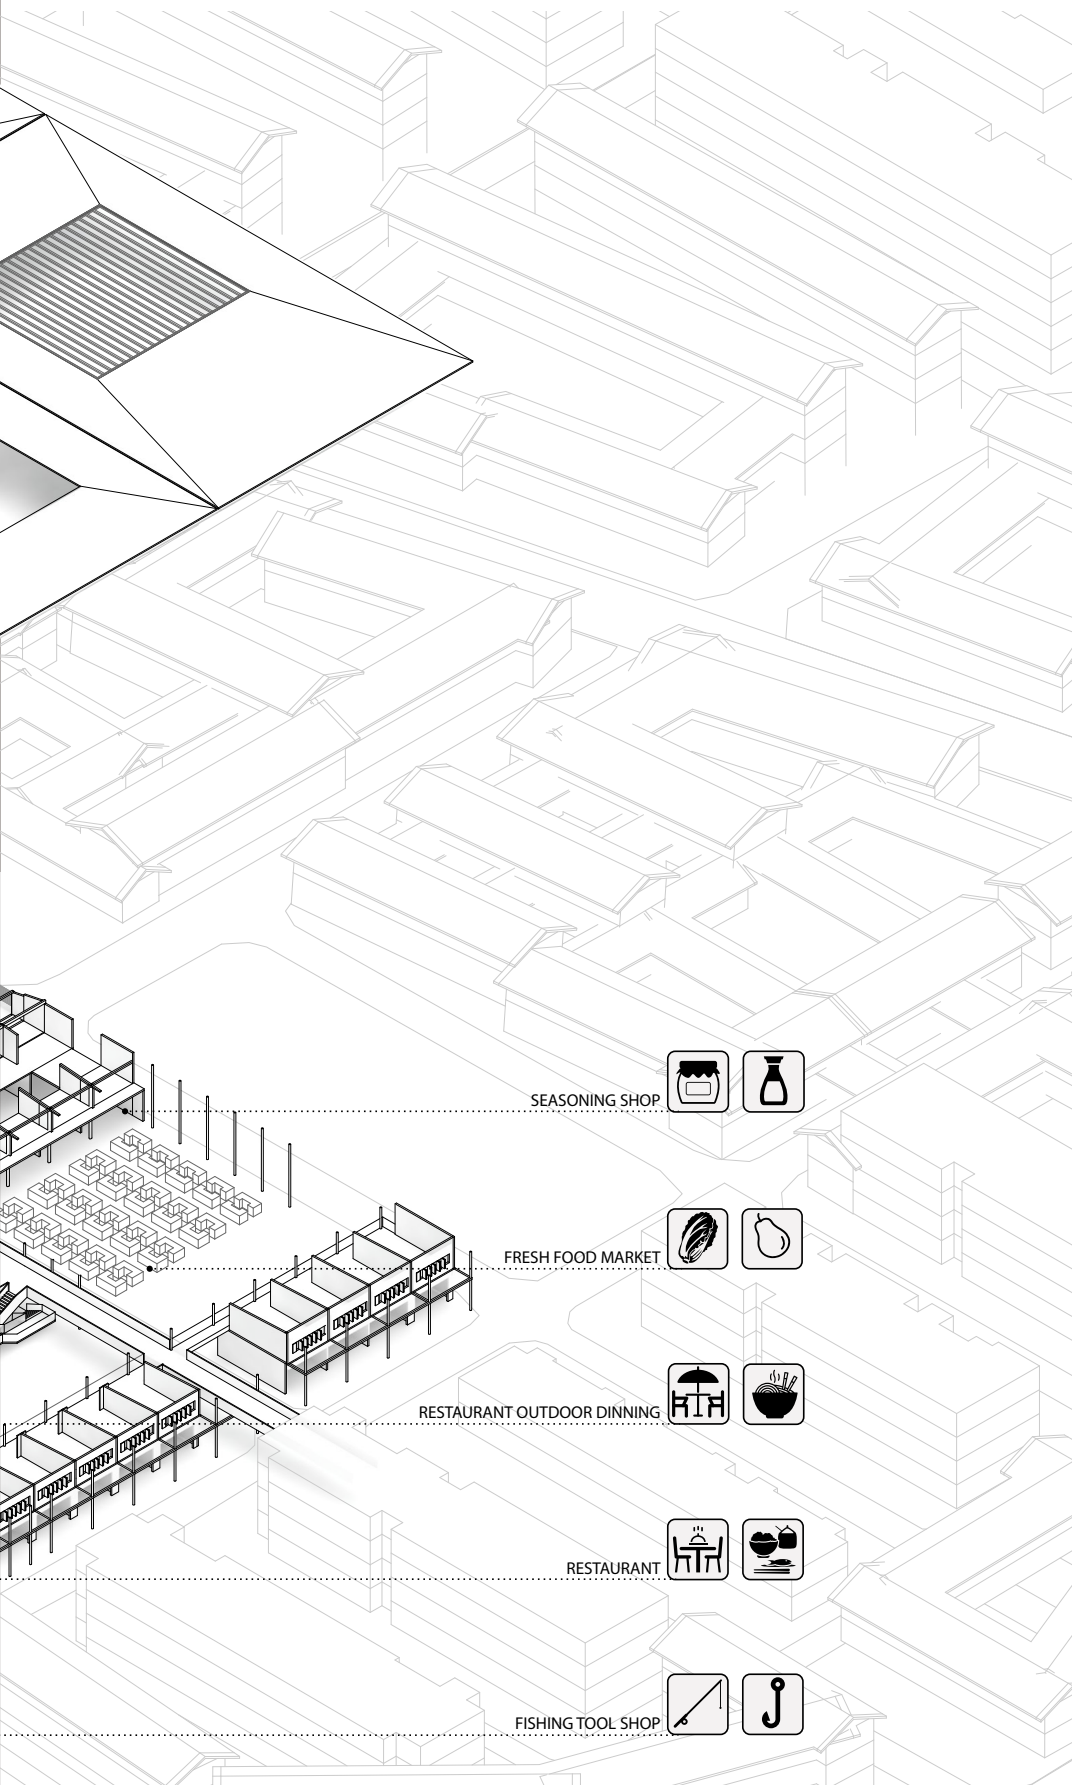 SEASONING SHOP
FRESH FOOD MARKET
RESTAURANT OUTDOOR DINNING
RESTAURANT
FISHING TOOL SHOP